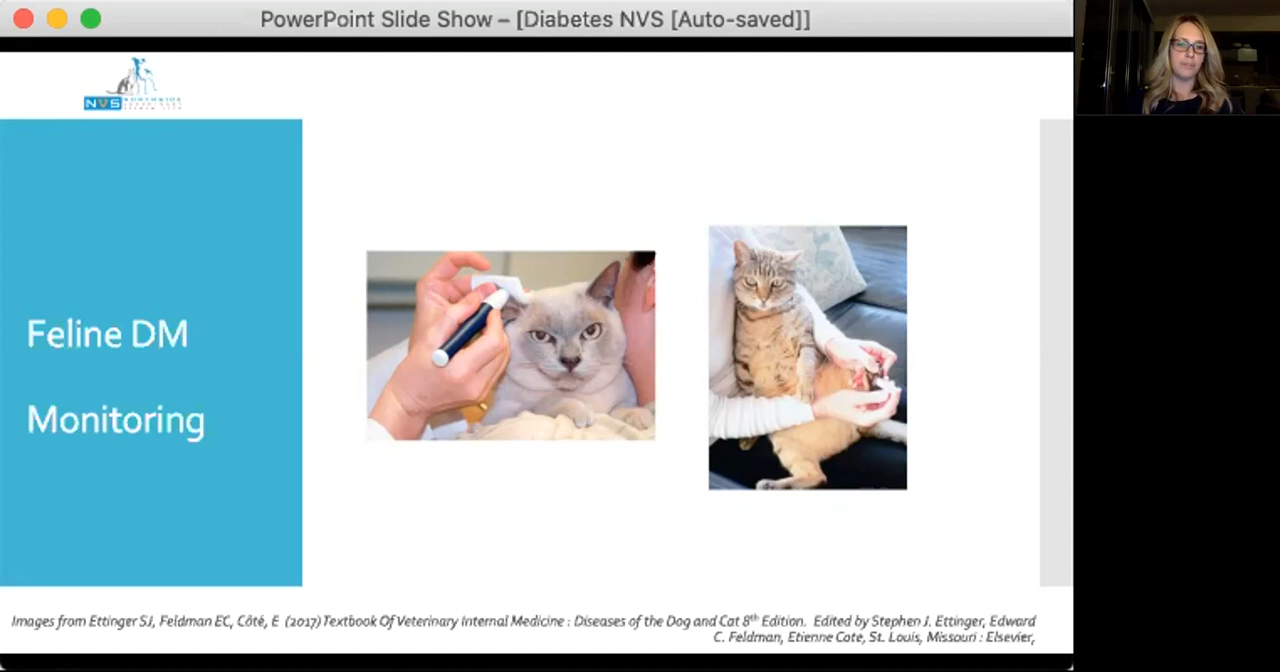 PowerPoint Slide Show – [Diabetes NVS [Auto-saved]]
NVS
Feline DM
Monitoring
Images from Ettinger SJ, Feldman EC, Côté, E (2017) Textbook Of Veterinary Internal Medicine : Diseases of the Dog and Cat 8th Edition. Edited by Stephen J. Ettinger, Edward
C. Feldman, Etienne Cote, St. Louis, Missouri : Elsevier,